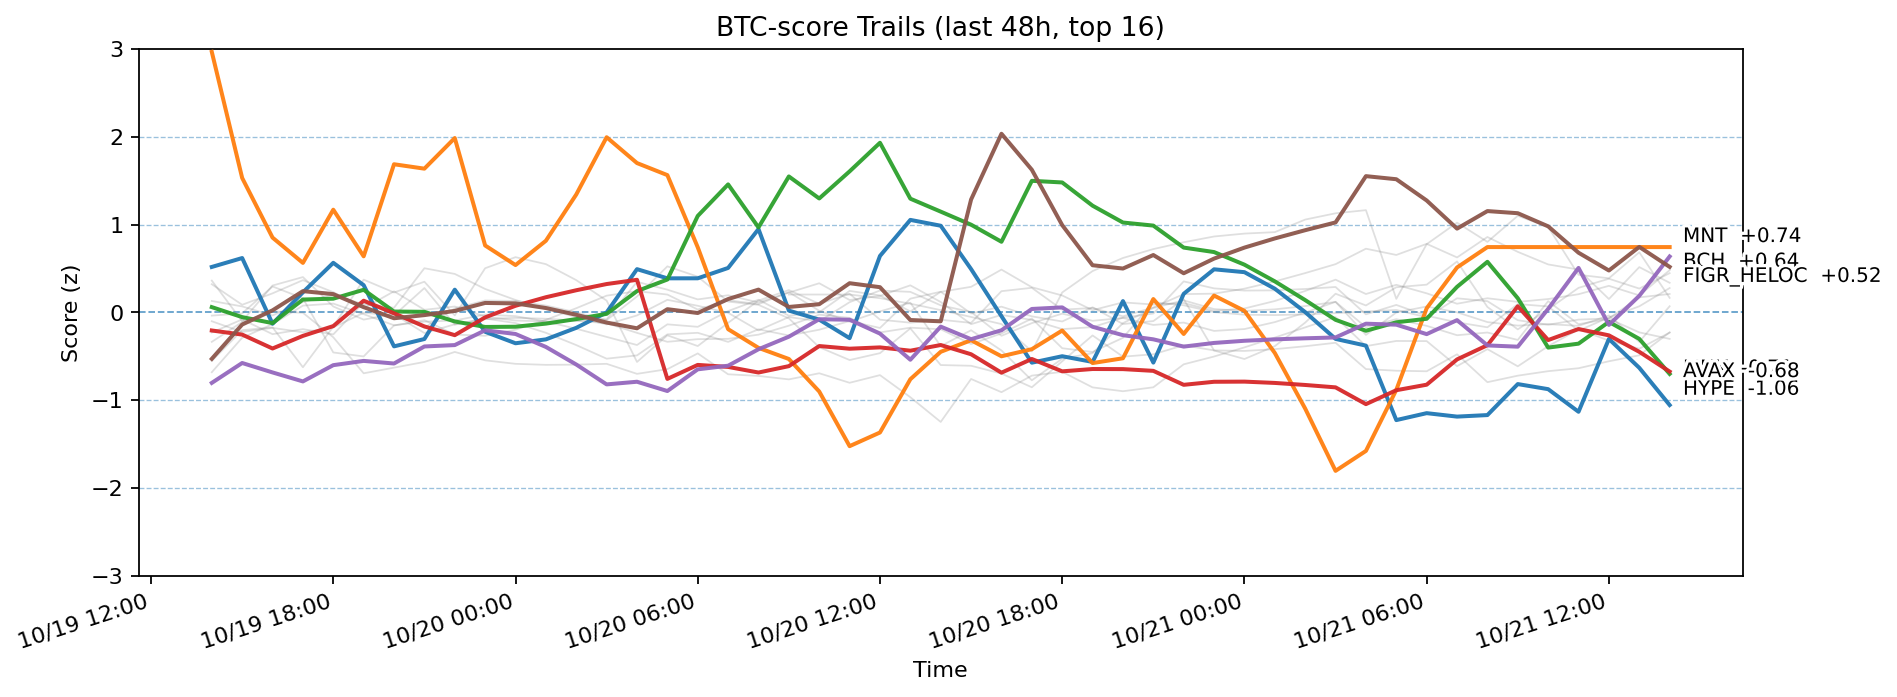 BTC-score Trails (last 48h, top 16)
Score (z)
3
2
1
0
−1
−2
−3
MNT +0.74
BCH +0.64
FIGR_HELOC +0.52
AVAX -0.68
HYPE -1.06
10/19 12:00
10/19 18:00
10/20 00:00
10/20 06:00
10/20 12:00
10/20 18:00
10/21 00:00
10/21 06:00
10/21 12:00
Time